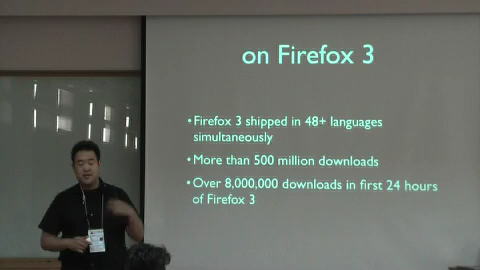 on Firefox 3
•Firefox 3 shipped in 48+ languages
simultaneously
•More than 500 million downloads
•Over 8,000,000 downloads in first 24 hours
of Firefox 3